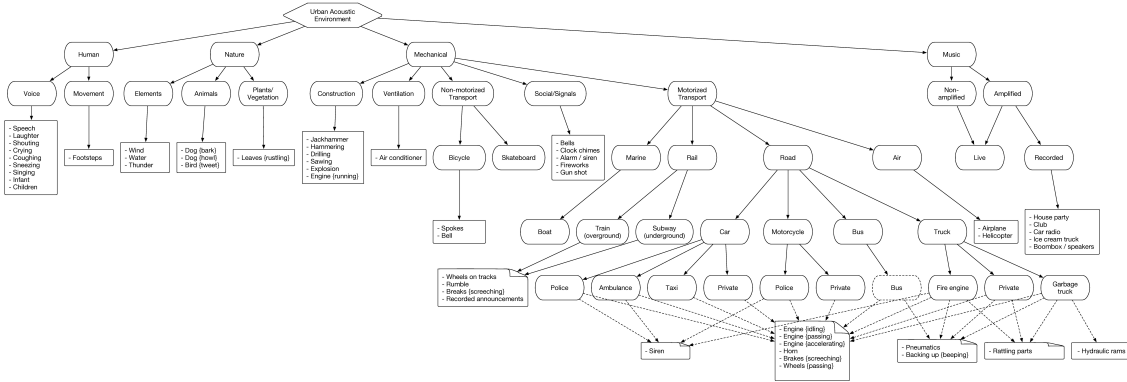 Urban Acoustic
Environment
Human
Nature
Mechanical
Music
Voice
Movement
Elements
Animals
Plants/
Vegetation
Construction
Ventilation
Non-motorized
Transport
Social/Signals
Motorized
Transport
Non-
amplified
Amplified
- Speech
- Laughter
- Shouting
- Crying
- Coughing
- Sneezing
- Singing
- Infant
- Children
- Footsteps
- Wind
- Water
- Thunder
- Dog {bark}
- Dog {howl}
- Bird {tweet}
- Leaves {rustling}
- Jackhammer
- Hammering
- Drilling
- Sawing
- Explosion
- Engine {running}
- Air conditioner
Bicycle
Skateboard
- Bells
- Clock chimes
- Alarm / siren
- Fireworks
- Gun shot
Marine
Rail
Road
Air
Live
Recorded
- Spokes
- Bell
Boat
Train
(overground)
Subway
(underground)
Car
Motorcycle
Bus
Truck
- Airplane
- Helicopter
- House party
- Club
- Car radio
- Ice cream truck
- Boombox / speakers
- Wheels on tracks
- Rumble
- Breaks {screeching}
- Recorded announcements
Police
Ambulance
Taxi
Private
Police
Private
Bus
Fire engine
Private
Garbage
truck
- Siren
- Engine {idling}
- Engine {passing}
- Engine {accelerating}
- Horn
- Brakes {screeching}
- Wheels {passing}
- Pneumatics
- Backing up {beeping}
- Rattling parts
- Hydraulic rams